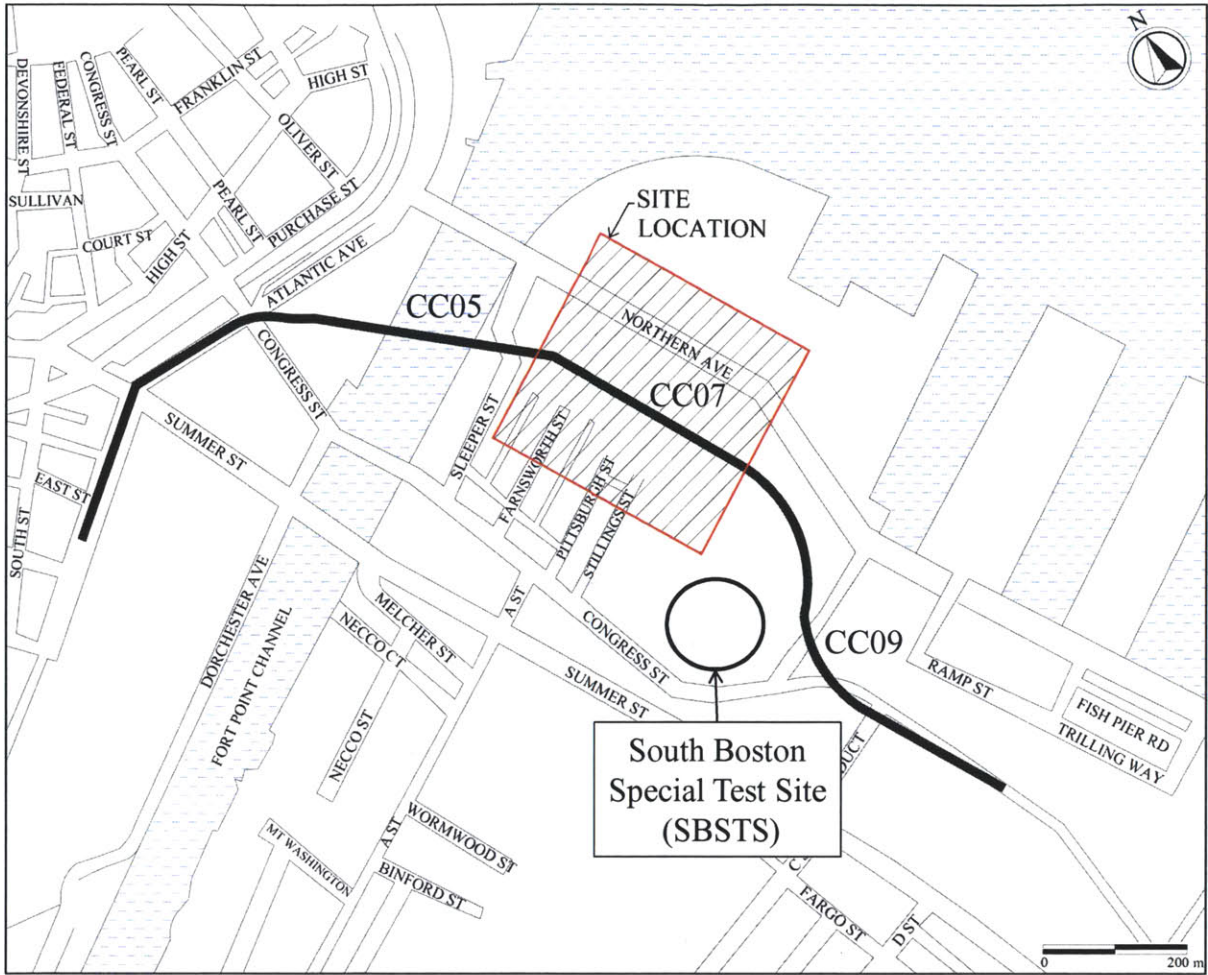 N
DEVONSHIRE ST
FEDERAL ST
CONGRESS ST
PEARL ST
FRANKLIN ST
HIGH ST
OLIVER ST
SULLIVAN
COURT ST
HIGH ST
PEARL ST
PURCHASE ST
ATLANTIC AVE
SITE
LOCATION
CC05
NORTHERN AVE
CC07
CONGRESS ST
SUMMER ST
SLEEPER ST
FARNSWORTH ST
PITTSBURGH ST
STILLINGS ST
EAST ST
SOUTH ST
DORCHESTER AVE
FORT POINT CHANNEL
MELCHER ST
NECCO CT
NECCO ST
A ST
CONGRESS ST
SUMMER ST
CC09
RAMP ST
FISH PIER RD
TRILLING WAY
South Boston
Special Test Site
(SBSTS)
DUCT
A ST
WORMWOOD ST
MT WASHINGTON
BINFORD ST
C
FARGO ST
D ST
0
200 m